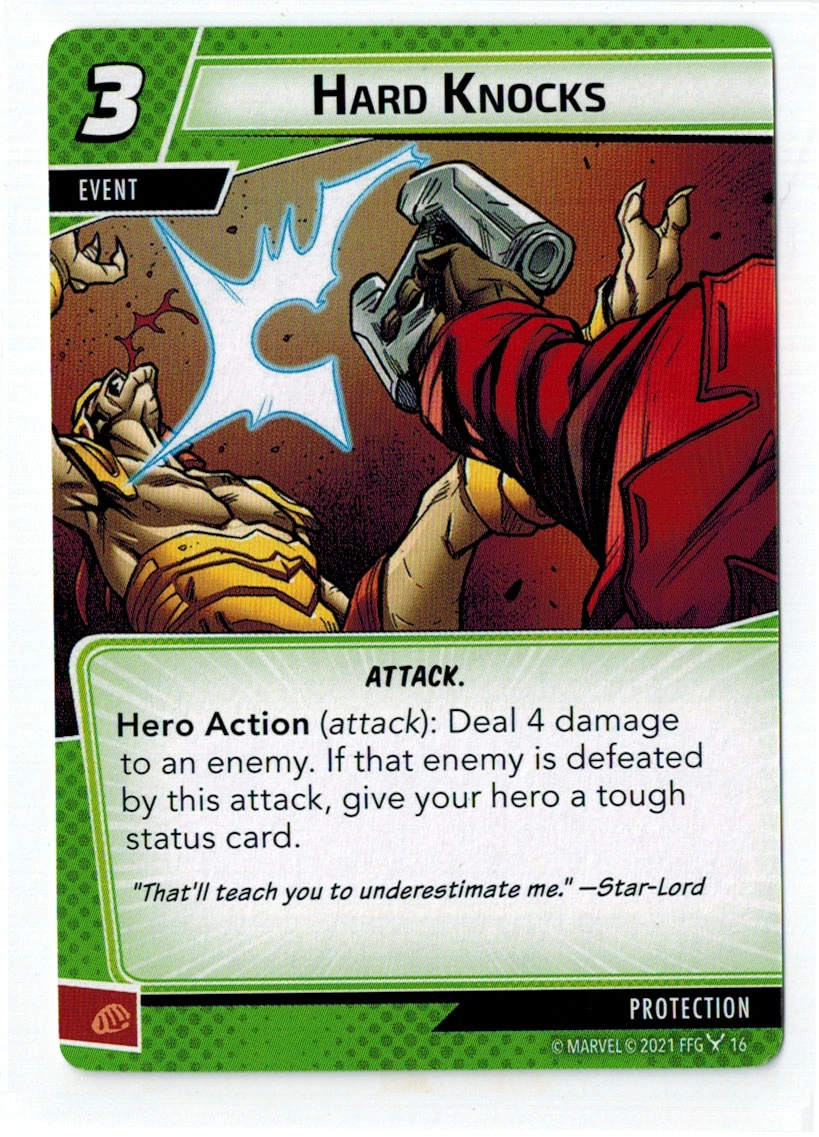 3
HARD KNOCKS
EVENT
ATTACK.
Hero Action (attack): Deal 4 damage
to an enemy. If that enemy is defeated
by this attack, give your hero a tough
status card.
"That'll teach you to underestimate me." —Star-Lord
PROTECTION
© MARVEL © 2021 FFG 16